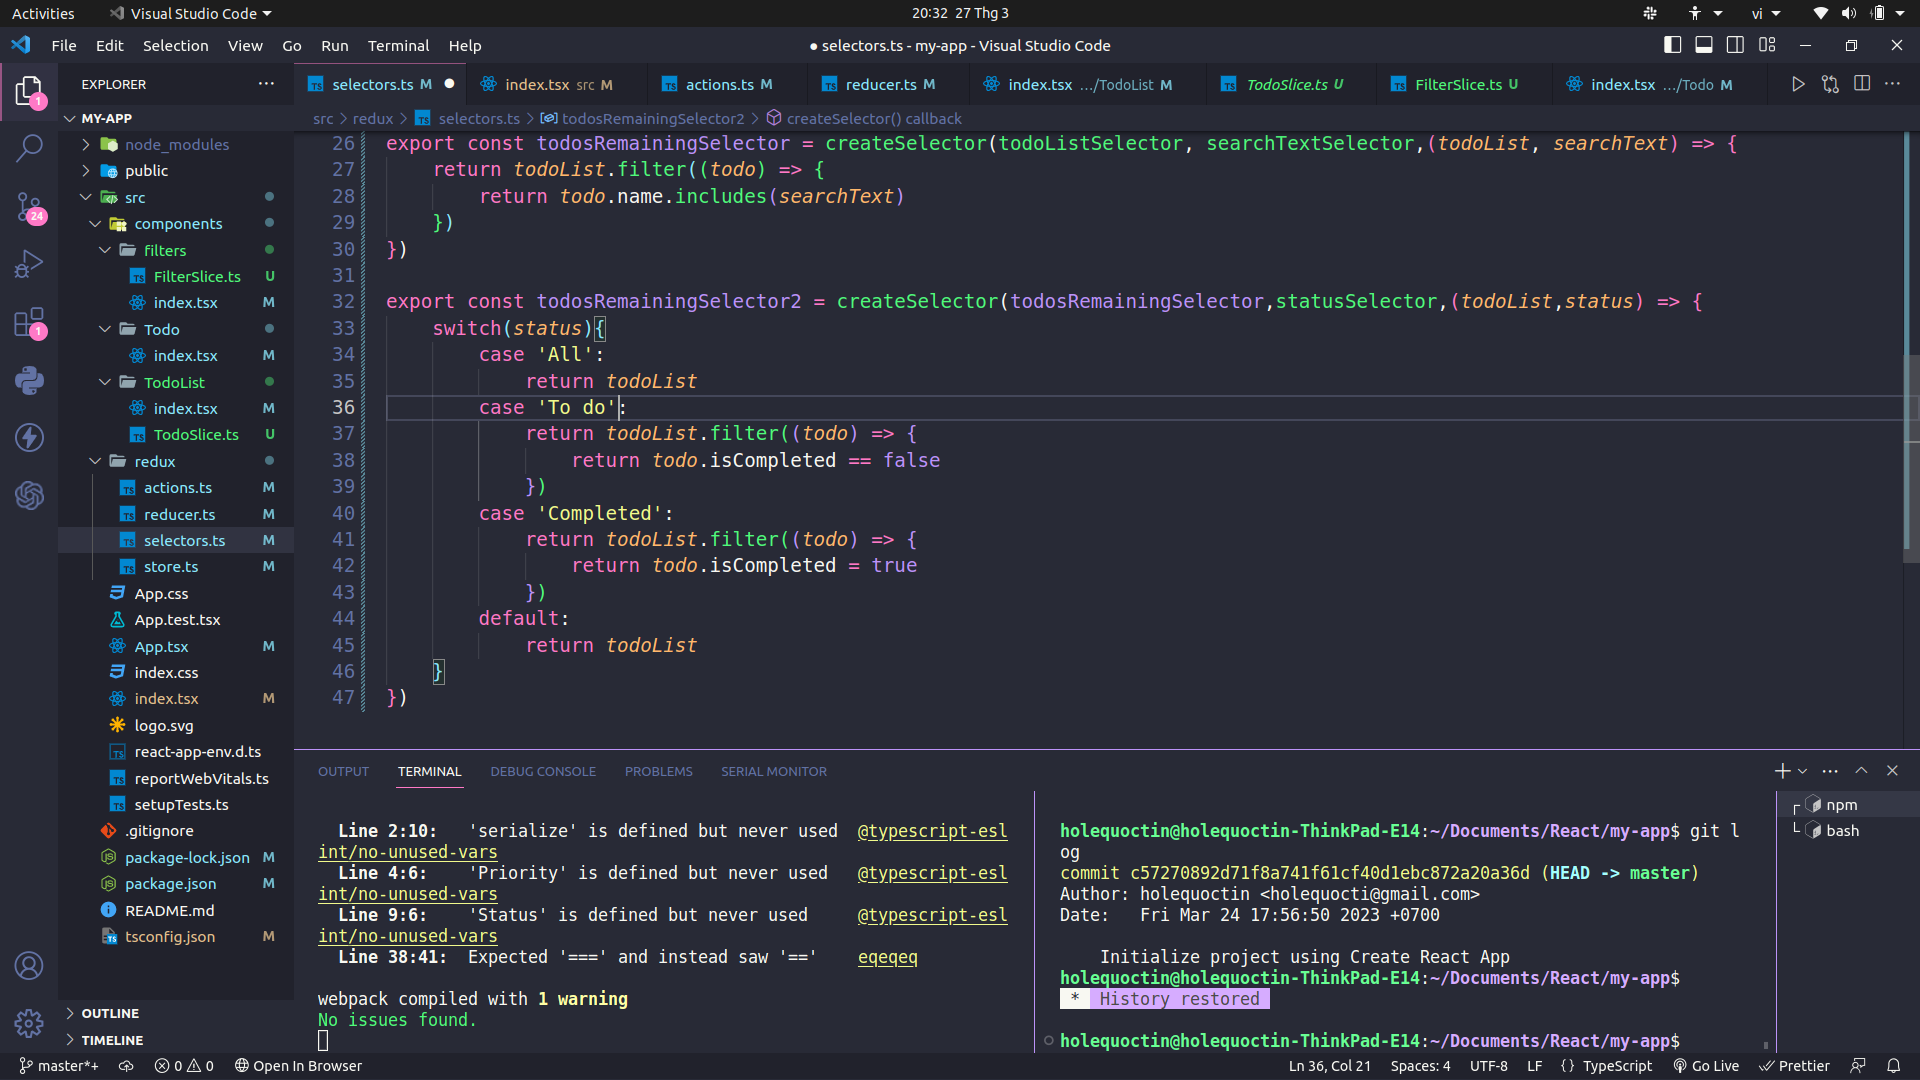 Activities
Visual Studio Code
20:32 27 Thg 3
vi
File Edit Selection View Go Run Terminal Help
● selectors.ts - my-app - Visual Studio Code
EXPLORER
selectors.ts M
index.tsx src M
actions.ts M
reducer.ts M
index.tsx .../TodoList M
TodoSlice.ts U
FilterSlice.ts U
index.tsx .../Todo M
src > redux > selectors.ts > todosRemainingSelector2 > createSelector() callback
1
24
1
MY-APP
node_modules
public
src
components
filters
FilterSlice.ts U
index.tsx M
Todo
index.tsx M
TodoList
index.tsx M
TodoSlice.ts U
redux
actions.ts M
reducer.ts M
selectors.ts M
store.ts M
App.css
App.test.tsx
App.tsx M
index.css
index.tsx M
logo.svg
react-app-env.d.ts
reportWebVitals.ts
setupTests.ts
.gitignore
package-lock.json M
package.json M
README.md
tsconfig.json M
OUTLINE
TIMELINE
26 export const todosRemainingSelector = createSelector(todoListSelector, searchTextSelector,(todoList, searchText) => {
27 return todoList.filter((todo) => {
28 return todo.name.includes(searchText)
29 })
30 })
31
32 export const todosRemainingSelector2 = createSelector(todosRemainingSelector,statusSelector,(todoList,status) => {
33 switch(status){
34 case 'All':
35 return todoList
36 case 'To do':
37 return todoList.filter((todo) => {
38 return todo.isCompleted == false
39 })
40 case 'Completed':
41 return todoList.filter((todo) => {
42 return todo.isCompleted = true
43 })
44 default:
45 return todoList
46 }
47 })
OUTPUT TERMINAL DEBUG CONSOLE PROBLEMS SERIAL MONITOR
Line 2:10: 'serialize' is defined but never used @typescript-esl
int/no-unused-vars
Line 4:6: 'Priority' is defined but never used @typescript-esl
int/no-unused-vars
Line 9:6: 'Status' is defined but never used @typescript-esl
int/no-unused-vars
Line 38:41: Expected '===' and instead saw '==' eqeqeq
webpack compiled with 1 warning
No issues found.
holequoctin@holequoctin-ThinkPad-E14:~/Documents/React/my-app$ git l
og
commit c57270892d71f8a741f61cf40d1ebc872a20a36d (HEAD -> master)
Author: holequoctin <holequocti@gmail.com>
Date: Fri Mar 24 17:56:50 2023 +0700
Initialize project using Create React App
holequoctin@holequoctin-ThinkPad-E14:~/Documents/React/my-app$
* History restored
holequoctin@holequoctin-ThinkPad-E14:~/Documents/React/my-app$
npm
bash
master*+ 0 0 Open In Browser
Ln 36, Col 21 Spaces: 4 UTF-8 LF {} TypeScript Go Live Prettier